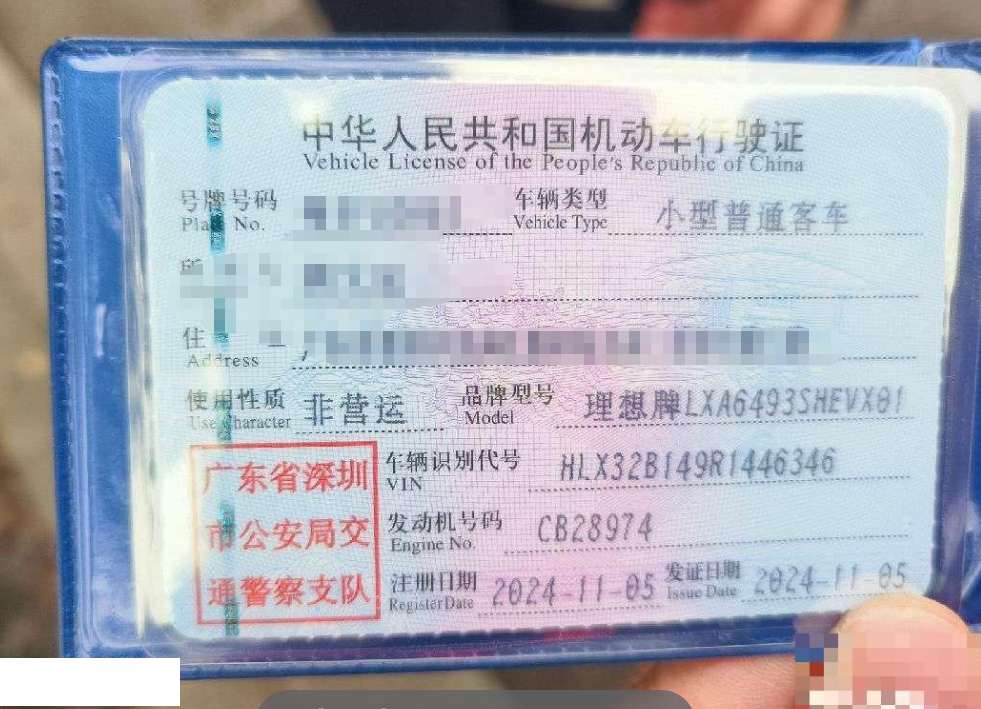 中华人民共和国机动车行驶证
Vehicle License of the People's Republic of China
号牌号码 车辆类型 小型普通客车
Plate No. Vehicle Type
所
住
Address
使用性质 非营运 品牌型号 理想牌LXA6493SHEVX01
Use Character Model
广东省深圳
市公安局交
通警察支队
车辆识别代号 HLX32B149R1446346
VIN
发动机号码 CB28974
Engine No.
注册日期 2024-11-05 发证日期 2024-11-05
Register Date Issue Date